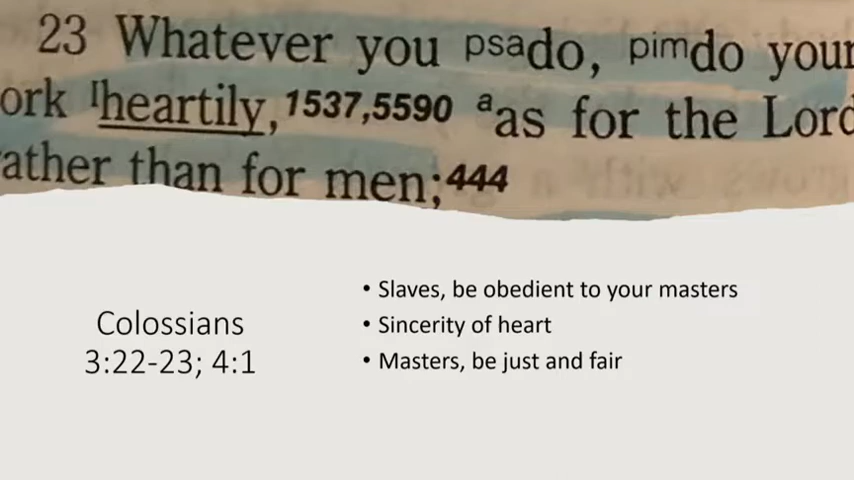 23 Whatever you psado, pimdo your
ork Iheartily,1537,5590 aas for the Lord
ather than for men;444
Colossians
3:22-23; 4:1
• Slaves, be obedient to your masters
• Sincerity of heart
• Masters, be just and fair